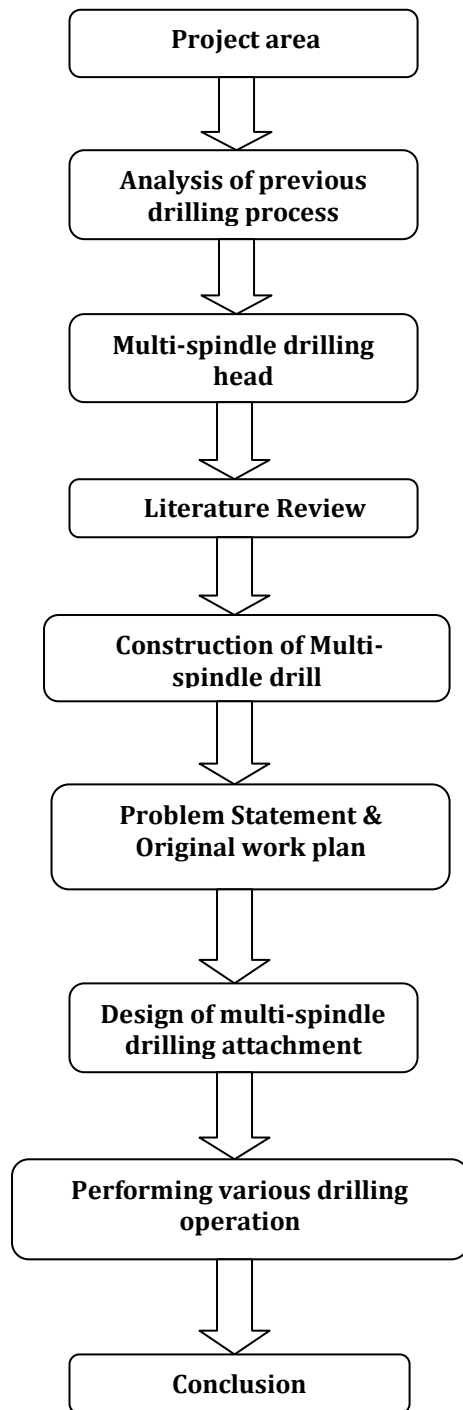 Project area
Analysis of previous
drilling process
Multi-spindle drilling
head
Literature Review
Construction of Multi-
spindle drill
Problem Statement &
Original work plan
Design of multi-spindle
drilling attachment
Performing various drilling
operation
Conclusion